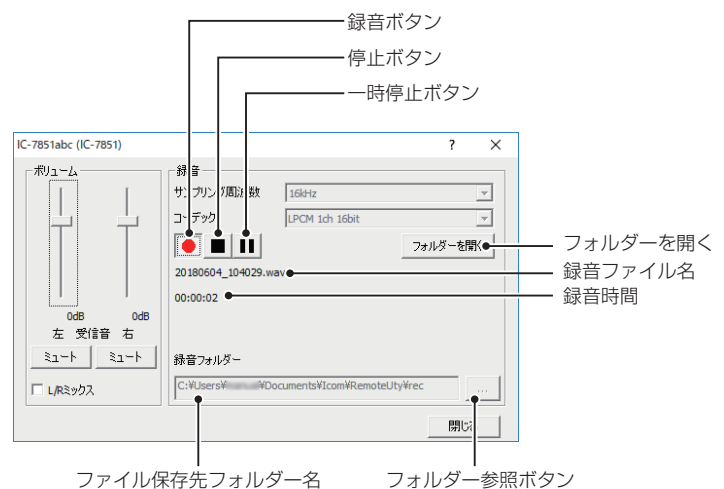 録音ボタン
停止ボタン
一時停止ボタン
IC-7851abc (IC-7851)
? ×
ボリューム
0dB 0dB
左 受信音 右
ミュート ミュート
L/Rミックス
録音
サンプリング周波数 16kHz
コーデック LPCM 1ch 16bit
フォルダーを開く
20180604_104029.wav
00:00:02
録音フォルダー
C:¥Users¥ ¥Documents¥Icom¥RemoteUty¥rec ...
閉じる
フォルダーを開く
録音ファイル名
録音時間
ファイル保存先フォルダー名
フォルダー参照ボタン